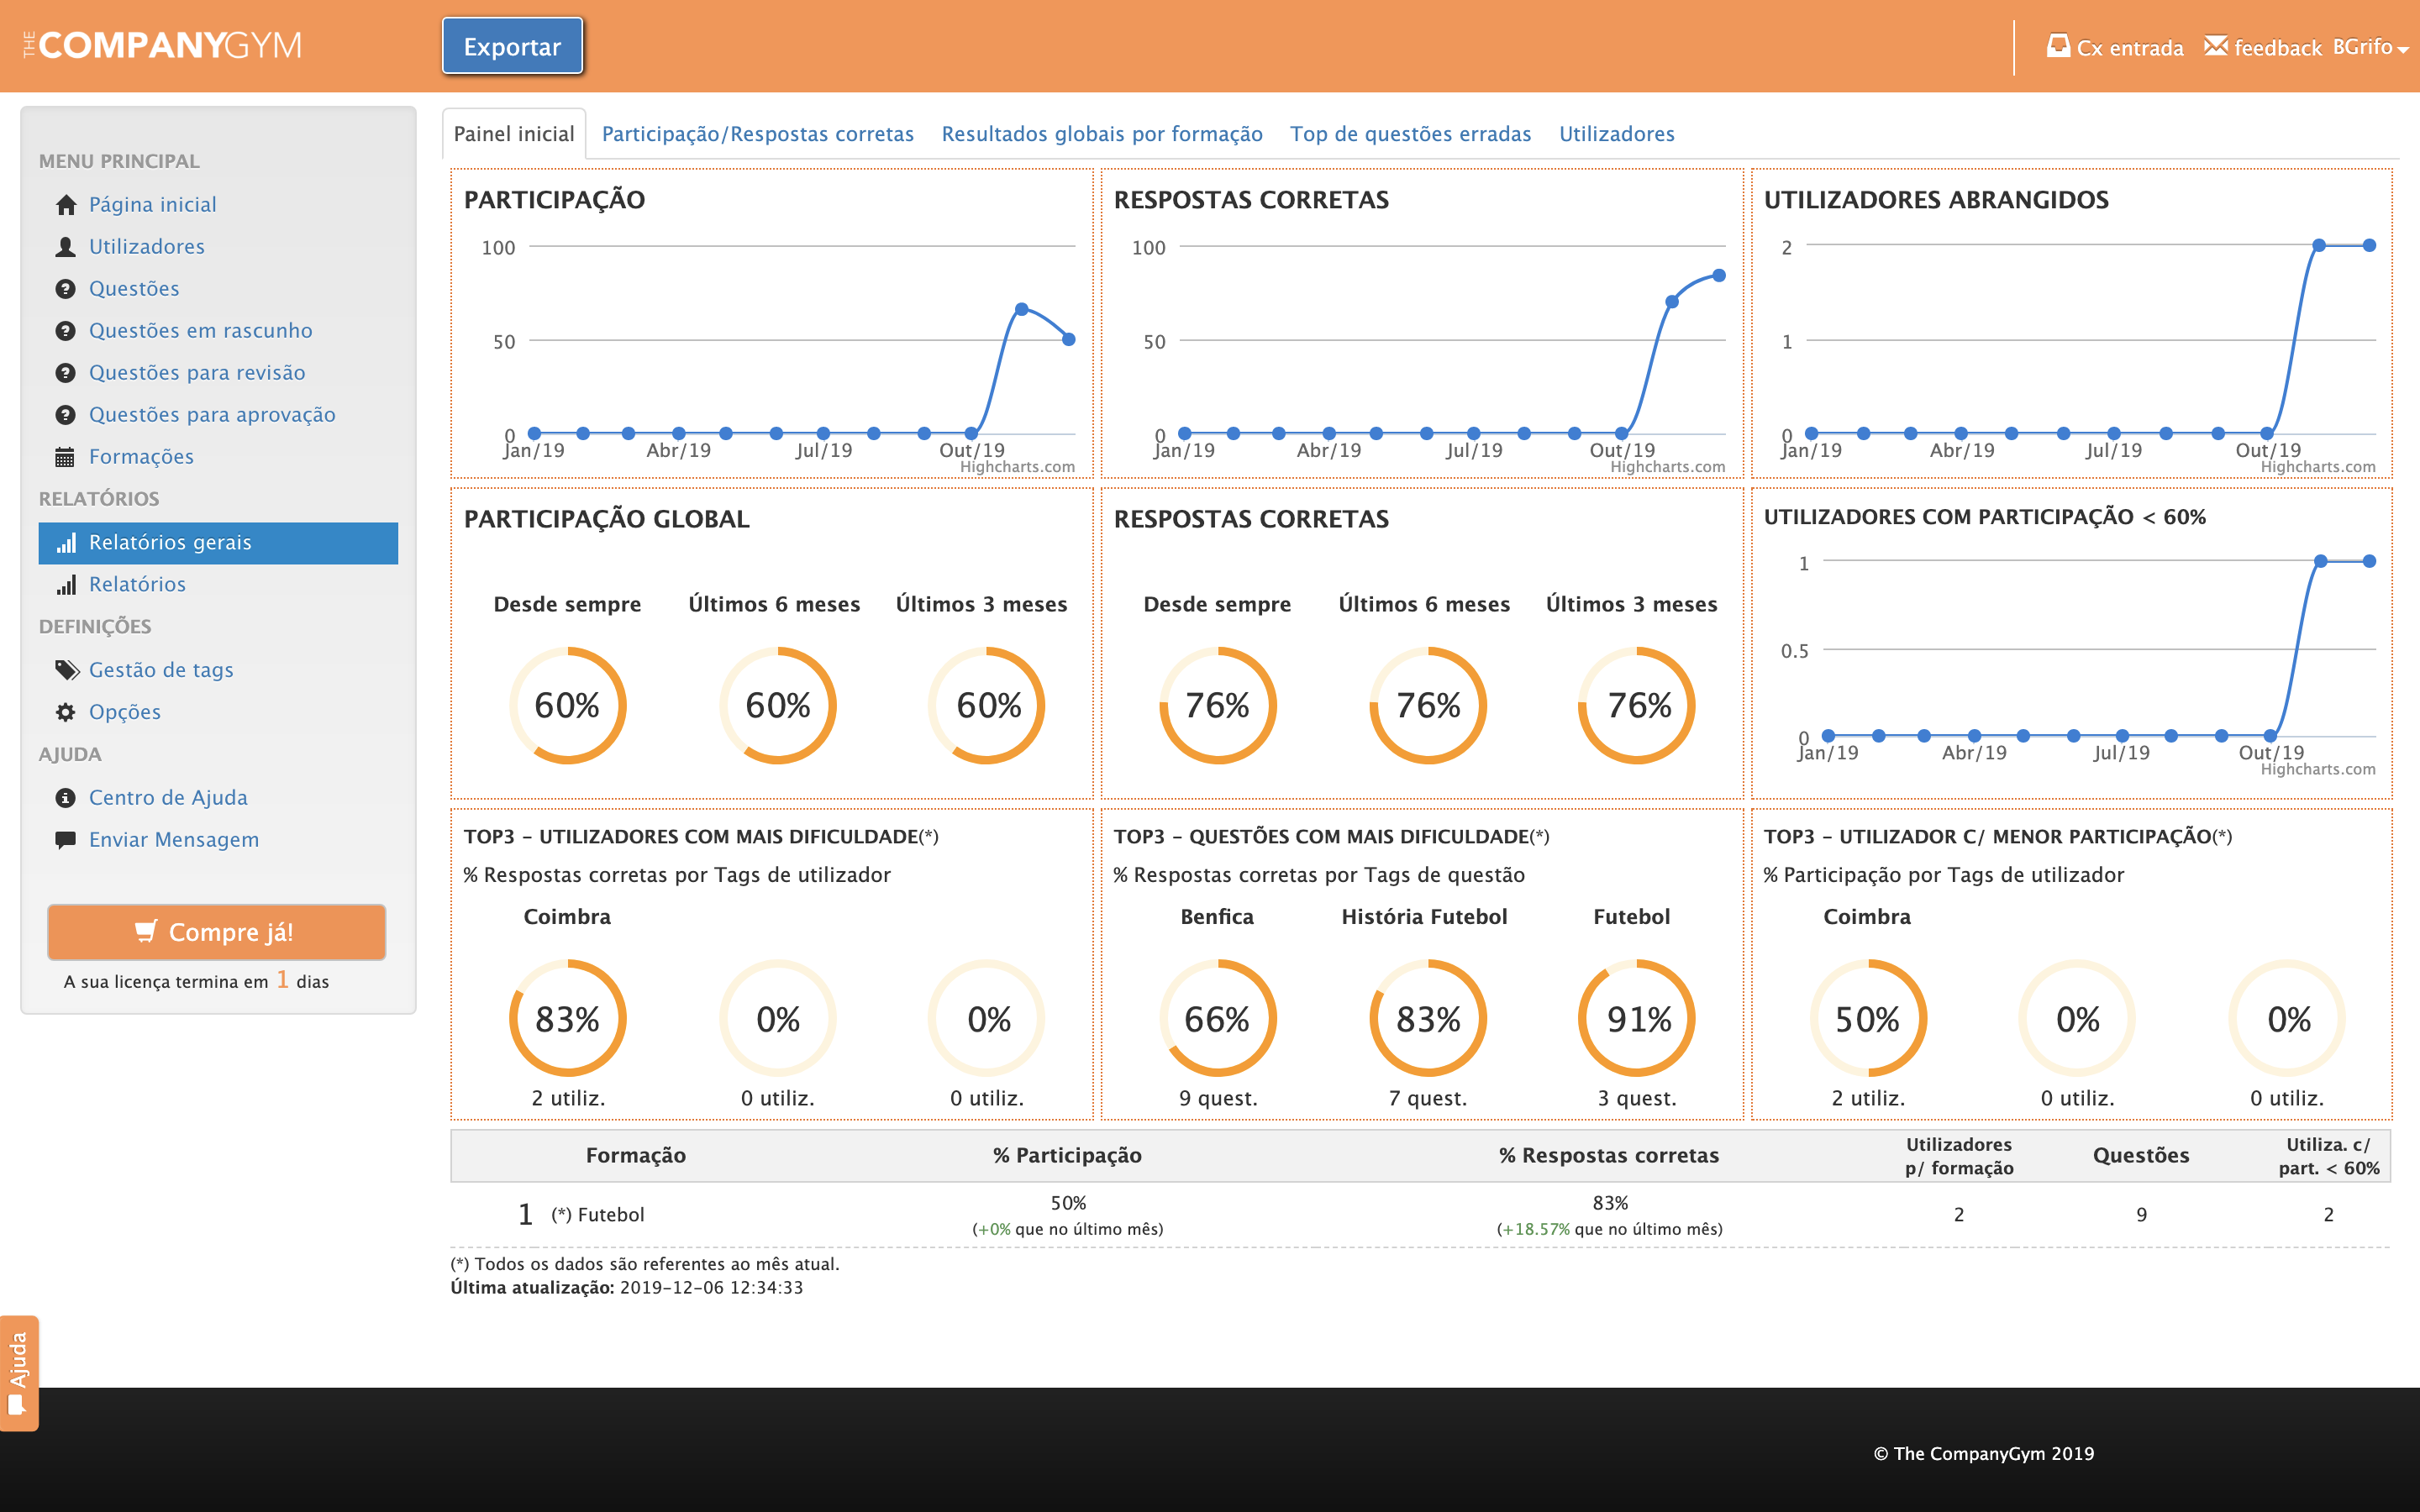 THE COMPANYGYM
Exportar
Cx entrada feedback BGrifo
MENU PRINCIPAL
Página inicial
Utilizadores
Questões
Questões em rascunho
Questões para revisão
Questões para aprovação
Formações
RELATÓRIOS
Relatórios gerais
Relatórios
DEFINIÇÕES
Gestão de tags
Opções
AJUDA
Centro de Ajuda
Enviar Mensagem
Compre já!
A sua licença termina em 1 dias
Painel inicial Participação/Respostas corretas Resultados globais por formação Top de questões erradas Utilizadores
PARTICIPAÇÃO
100
50
0
Jan/19 Abr/19 Jul/19 Out/19
Highcharts.com
RESPOSTAS CORRETAS
100
50
0
Jan/19 Abr/19 Jul/19 Out/19
Highcharts.com
UTILIZADORES ABRANGIDOS
2
1
0
Jan/19 Abr/19 Jul/19 Out/19
Highcharts.com
PARTICIPAÇÃO GLOBAL
Desde sempre Últimos 6 meses Últimos 3 meses
60% 60% 60%
RESPOSTAS CORRETAS
Desde sempre Últimos 6 meses Últimos 3 meses
76% 76% 76%
UTILIZADORES COM PARTICIPAÇÃO < 60%
1
0.5
0
Jan/19 Abr/19 Jul/19 Out/19
Highcharts.com
TOP3 - UTILIZADORES COM MAIS DIFICULDADE(*)
% Respostas corretas por Tags de utilizador
Coimbra
83% 0% 0%
2 utiliz. 0 utiliz. 0 utiliz.
TOP3 - QUESTÕES COM MAIS DIFICULDADE(*)
% Respostas corretas por Tags de questão
Benfica História Futebol Futebol
66% 83% 91%
9 quest. 7 quest. 3 quest.
TOP3 - UTILIZADOR C/ MENOR PARTICIPAÇÃO(*)
% Participação por Tags de utilizador
Coimbra
50% 0% 0%
2 utiliz. 0 utiliz. 0 utiliz.
Formação % Participação % Respostas corretas Utilizadores p/ formação Questões Utiliza. c/ part. < 60%
1 (*) Futebol 50% 83% 2 9 2
(+0% que no último mês) (+18.57% que no último mês)
(*) Todos os dados são referentes ao mês atual.
Última atualização: 2019-12-06 12:34:33
Ajuda
© The CompanyGym 2019